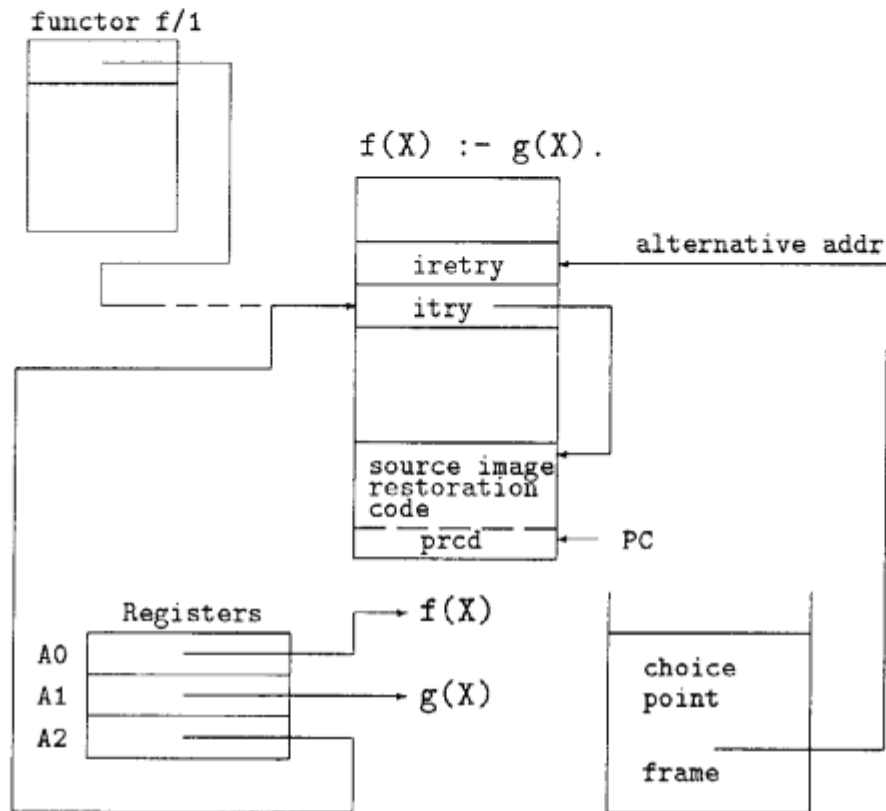 functor f/1
f(X) :- g(X).
alternative addr
iretry
itry
source image
restoration
code
prcd
PC
Registers
A0
A1
A2
f(X)
g(X)
choice
point
frame